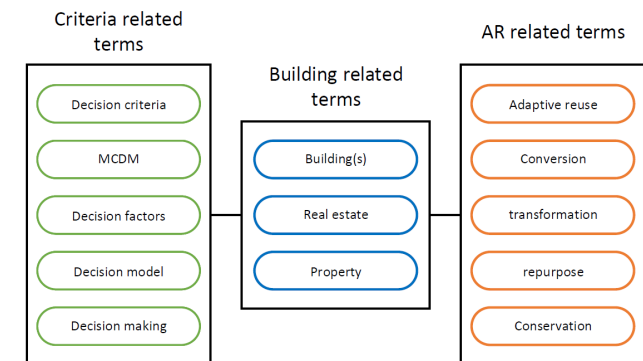 Criteria related
terms
Decision criteria
MCDM
Decision factors
Decision model
Decision making
Building related
terms
Building(s)
Real estate
Property
AR related terms
Adaptive reuse
Conversion
transformation
repurpose
Conservation